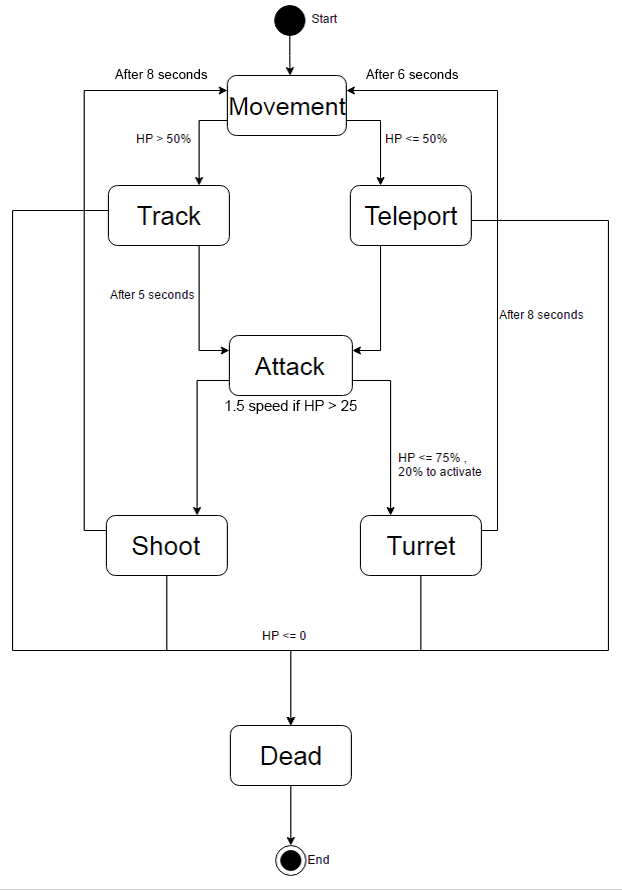 Start
After 8 seconds
After 6 seconds
Movement
HP > 50%
HP <= 50%
Track
Teleport
After 5 seconds
After 8 seconds
Attack
1.5 speed if HP > 25
HP <= 75% ,
20% to activate
Shoot
Turret
HP <= 0
Dead
End